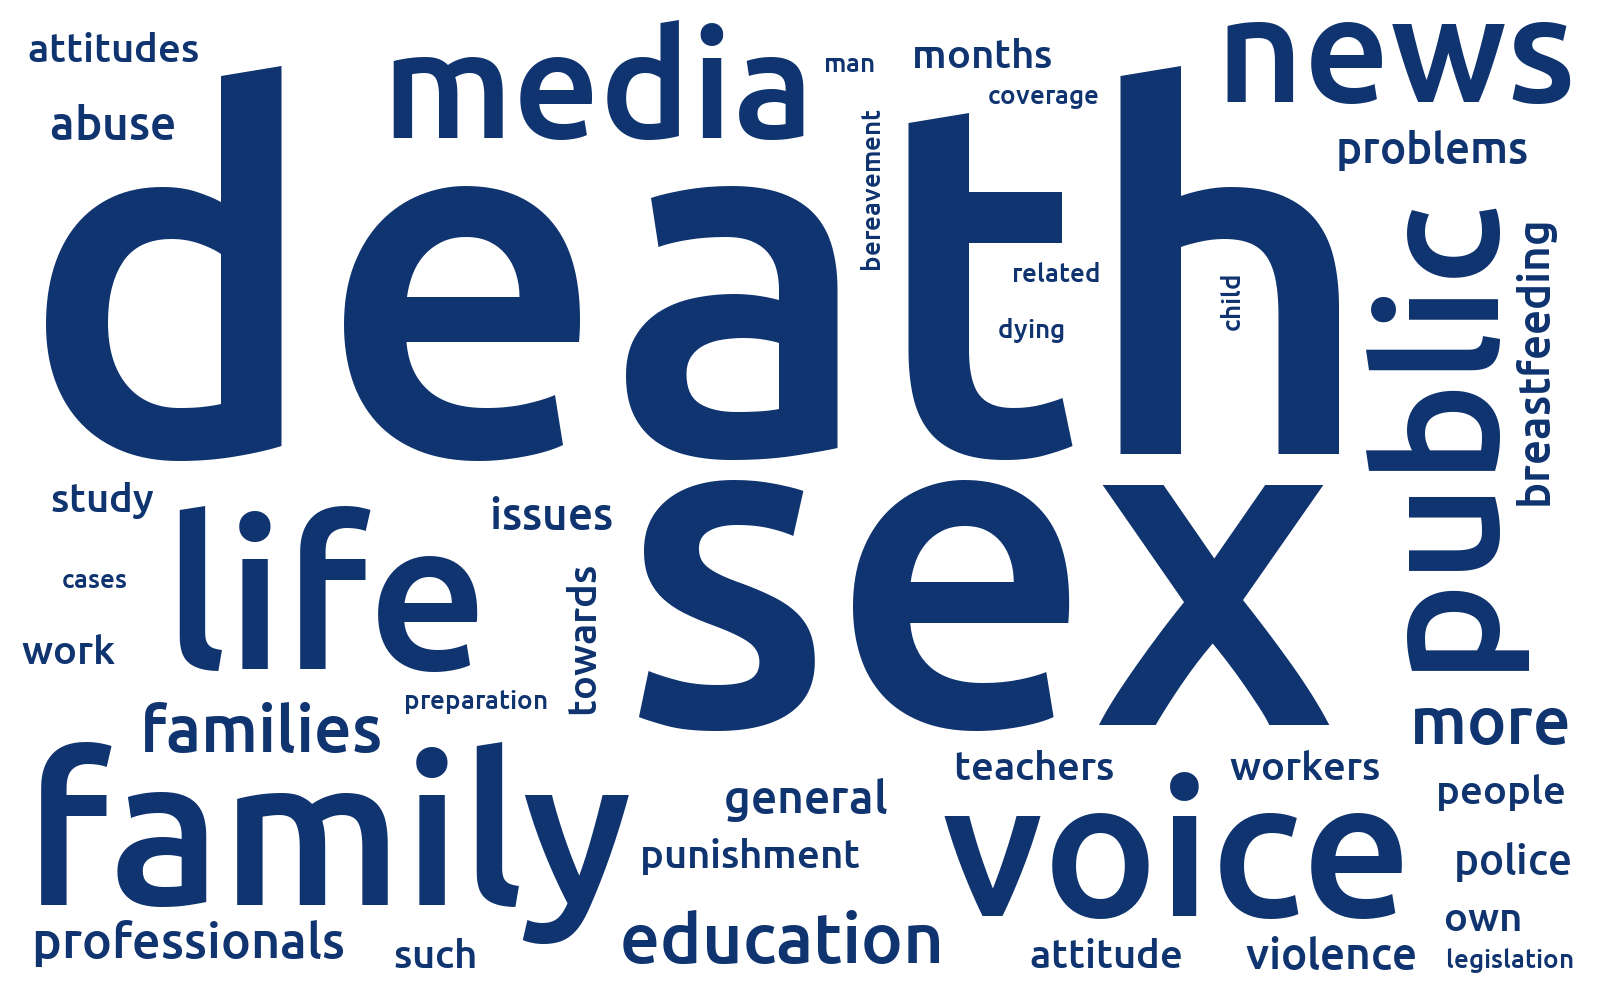 attitudes
media
man
months
news
coverage
abuse
death
bereavement
problems
related
dying
child
public
breastfeeding
study
life
issues
sex
cases
towards
work
preparation
families
more
family
teachers
workers
general
voice
people
punishment
police
professionals
such
education
attitude
violence
own
legislation